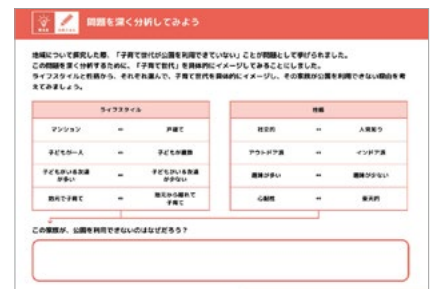 問題を深く分析してみよう
地域について探究した際、「子育て世代が公園を利用できていない」ことが問題として挙げられました。
この問題を深く分析するために、「子育て世代」を具体的にイメージしてみることにしました。
ライフスタイルと性格から、それぞれ選んで、子育て世代を具体的にイメージし、その家族が公園を利用できない理由を考
えてみましょう。
ライフスタイル 性格
マンション ↔ 戸建て 社交的 ↔ 人見知り
子どもが一人 ↔ 子どもが複数 アウトドア派 ↔ インドア派
子どもがいる友達が多い ↔ 子どもがいる友達が少ない 趣味が多い ↔ 趣味が少ない
地元で子育て ↔ 地元から離れて子育て 心配性 ↔ 楽天的
この家族が、公園を利用できないのはなぜだろう？